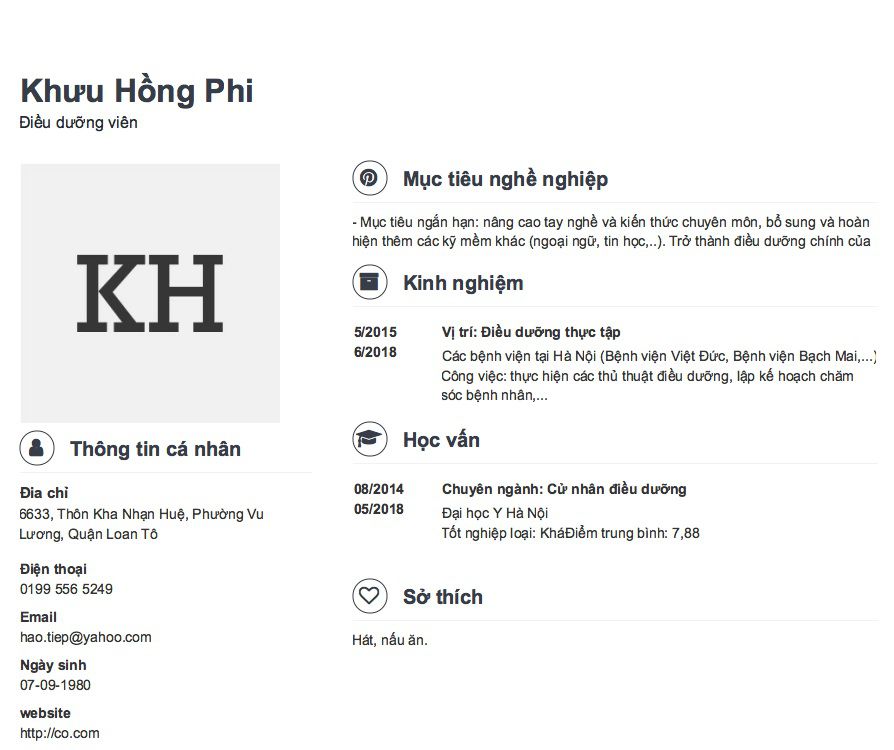 Khưu Hồng Phi
Điều dưỡng viên
KH
Thông tin cá nhân
Đia chỉ
6633, Thôn Kha Nhạn Huệ, Phường Vu
Lương, Quận Loan Tô
Điện thoại
0199 556 5249
Email
hao.tiep@yahoo.com
Ngày sinh
07-09-1980
website
http://co.com
Mục tiêu nghề nghiệp
- Mục tiêu ngắn hạn: nâng cao tay nghề và kiến thức chuyên môn, bổ sung và hoàn
hiện thêm các kỹ mềm khác (ngoại ngữ, tin học,..). Trở thành điều dưỡng chính của
Kinh nghiệm
5/2015 Vị trí: Điều dưỡng thực tập
6/2018 Các bệnh viện tại Hà Nội (Bệnh viện Việt Đức, Bệnh viện Bạch Mai,...)
Công việc: thực hiện các thủ thuật điều dưỡng, lập kế hoạch chăm
sóc bệnh nhân,...
Học vấn
08/2014 Chuyên ngành: Cử nhân điều dưỡng
05/2018 Đại học Y Hà Nội
Tốt nghiệp loại: KháĐiểm trung bình: 7,88
Sở thích
Hát, nấu ăn.